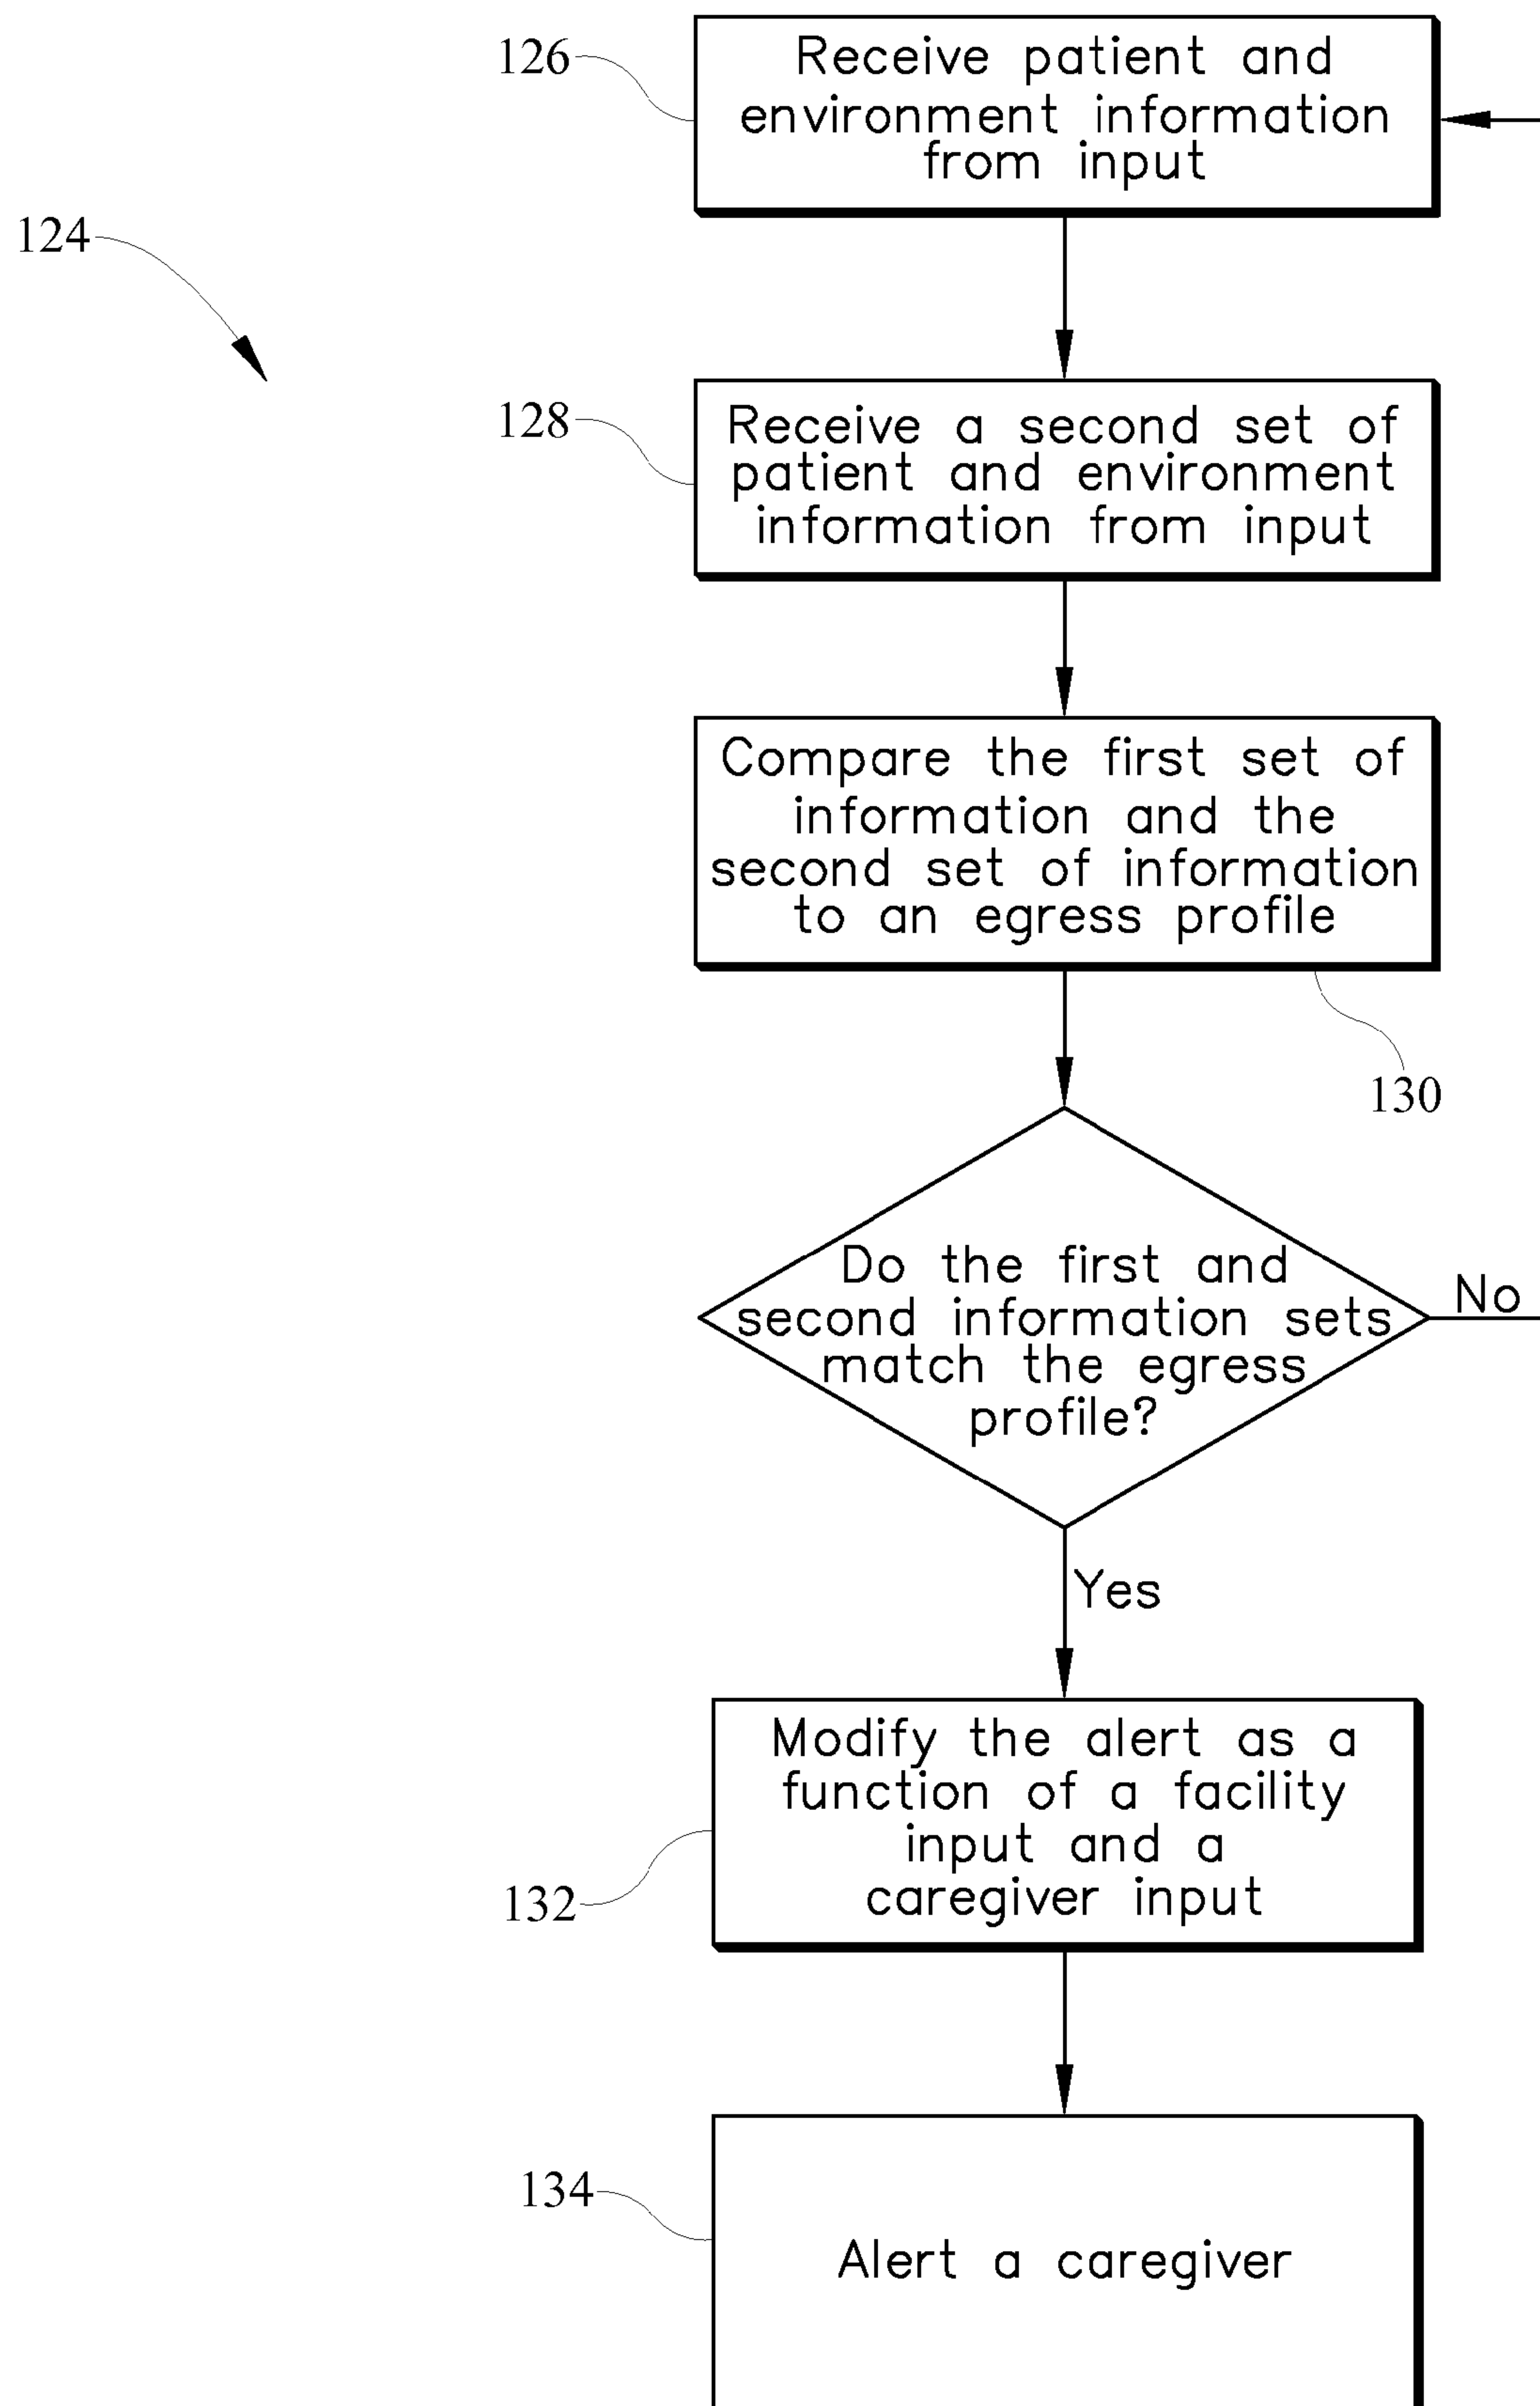 126
Receive patient and
environment information
from input
124
128
Receive a second set of
patient and environment
information from input
Compare the first set of
information and the
second set of information
to an egress profile
130
Do the first and
second information sets
match the egress
profile?
No
Yes
Modify the alert as a
function of a facility
input and a
caregiver input
132
134
Alert a caregiver